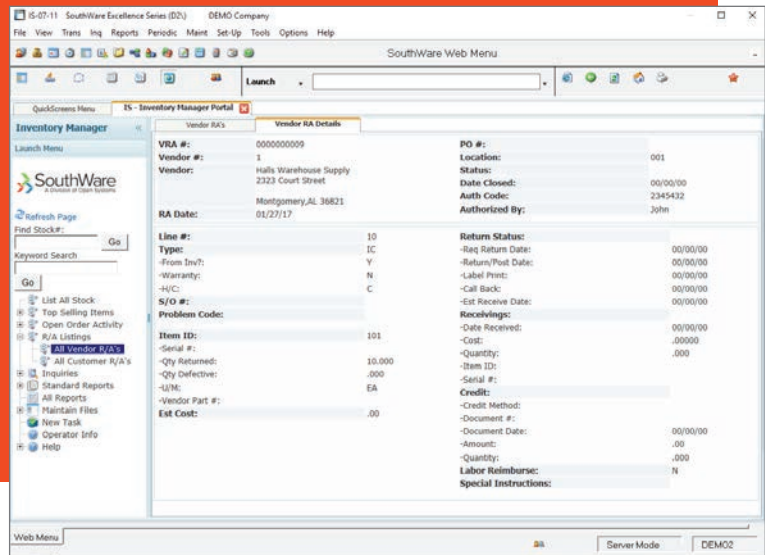 IS-07-11 SouthWare Excellence Series (D2\) DEMO Company
File View Trans Inq Reports Periodic Maint Set-Up Tools Options Help
SouthWare Web Menu
Launch
QuickScreens Menu
IS - Inventory Manager Portal
Inventory Manager
«
Launch Menu
SouthWare
A Division of Open Systems
Refresh Page
Find Stock#:
Go
Keyword Search
Go
List All Stock
Top Selling Items
Open Order Activity
R/A Listings
All Vendor R/A's
All Customer R/A's
Inquiries
Standard Reports
All Reports
Maintain Files
New Task
Operator Info
Help
Vendor RA's
Vendor RA Details
VRA #: 0000000009
Vendor #: 1
Vendor: Halls Warehouse Supply
2323 Court Street
Montgomery,AL 36821
RA Date: 01/27/17
PO #:
Location: 001
Status:
Date Closed: 00/00/00
Auth Code: 2345432
Authorized By: John
Line #: 10
Type: IC
-From Inv?: Y
-Warranty: N
-H/C: C
S/O #:
Problem Code:
Item ID: 101
-Serial #:
-Qty Returned: 10.000
-Qty Defective: .000
-U/M: EA
-Vendor Part #:
Est Cost: .00
Return Status:
-Req Return Date: 00/00/00
-Return/Post Date: 00/00/00
-Label Print: 00/00/00
-Call Back: 00/00/00
-Est Receive Date: 00/00/00
Receivings:
-Date Received: 00/00/00
-Cost: .00000
-Quantity: .000
-Item ID:
-Serial #:
Credit:
-Credit Method:
-Document #:
-Document Date: 00/00/00
-Amount: .00
-Quantity: .000
Labor Reimburse: N
Special Instructions:
Web Menu
Server Mode
DEMO2